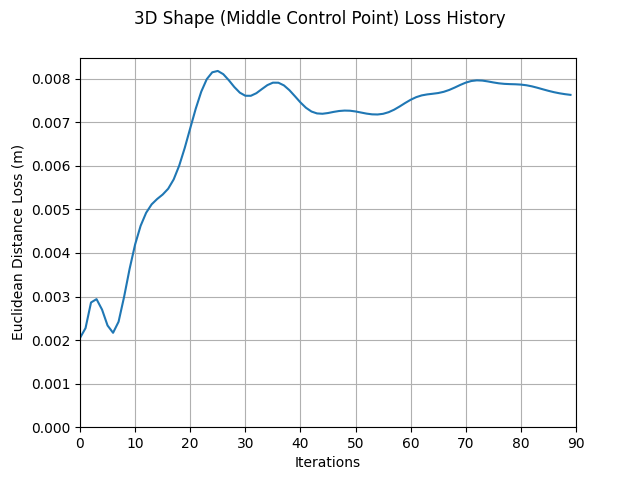 3D Shape (Middle Control Point) Loss History
0.008
0.007
0.006
0.005
0.004
0.003
0.002
0.001
0.000
Euclidean Distance Loss (m)
0 10 20 30 40 50 60 70 80 90
Iterations